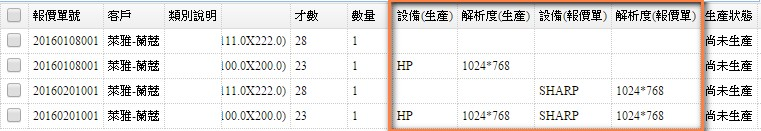 報價單號 客戶 類別說明 才數 數量 設備(生產) 解析度(生產) 設備(報價單) 解析度(報價單) 生產狀態
20160108001 萊雅-蘭蔻 111.0X222.0) 28 1 尚未生產
20160108001 萊雅-蘭蔻 100.0X200.0) 23 1 HP 1024*768 尚未生產
20160201001 萊雅-蘭蔻 111.0X222.0) 28 1 SHARP 1024*768 尚未生產
20160201001 萊雅-蘭蔻 100.0X200.0) 23 1 HP 1024*768 SHARP 1024*768 尚未生產